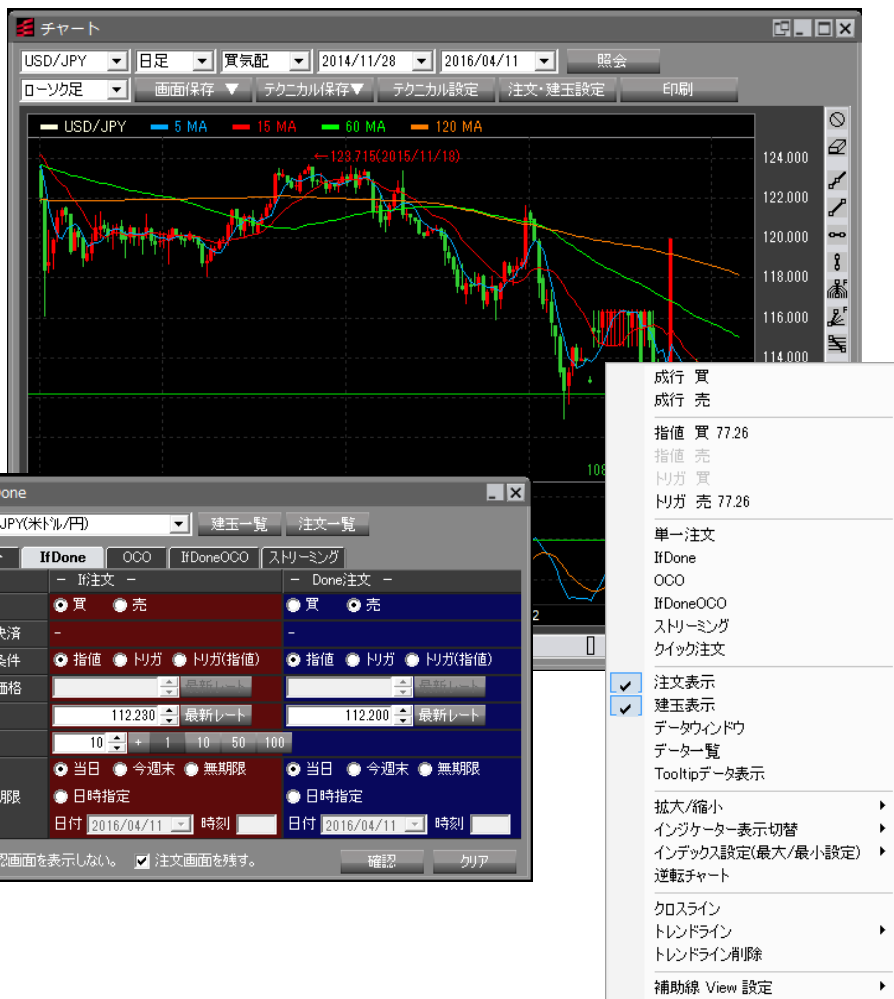 チャート
USD/JPY 日足 買気配 2014/11/28 2016/04/11 照会
ローソク足 画面保存 ▼ テクニカル保存▼ テクニカル設定 注文・建玉設定 印刷
USD/JPY 5 MA 15 MA 60 MA 120 MA
←123.715(2015/11/18)
124.000
122.000
120.000
118.000
116.000
114.000
108
2
one
JPY(米ドル/円) 建玉一覧 注文一覧
IfDone OCO IfDoneOCO ストリーミング
－ If注文 － － Done注文 －
買 売 買 売
決済 - -
条件 指値 トリガ トリガ(指値) 指値 トリガ トリガ(指値)
価格 最新レート 最新レート
112.230 最新レート 112.200 最新レート
10 + 1 10 50 100
当日 今週末 無期限 当日 今週末 無期限
期限 日時指定 日時指定
日付 2016/04/11 時刻 日付 2016/04/11 時刻
認画面を表示しない。 注文画面を残す。 確認 クリア
成行 買
成行 売
指値 買 77.26
指値 売
トリガ 買
トリガ 売 77.26
単一注文
IfDone
OCO
IfDoneOCO
ストリーミング
クイック注文
注文表示
建玉表示
データウィンドウ
データ一覧
Tooltipデータ表示
拡大/縮小
インジケーター表示切替
インデックス設定(最大/最小設定)
逆転チャート
クロスライン
トレンドライン
トレンドライン削除
補助線 View 設定